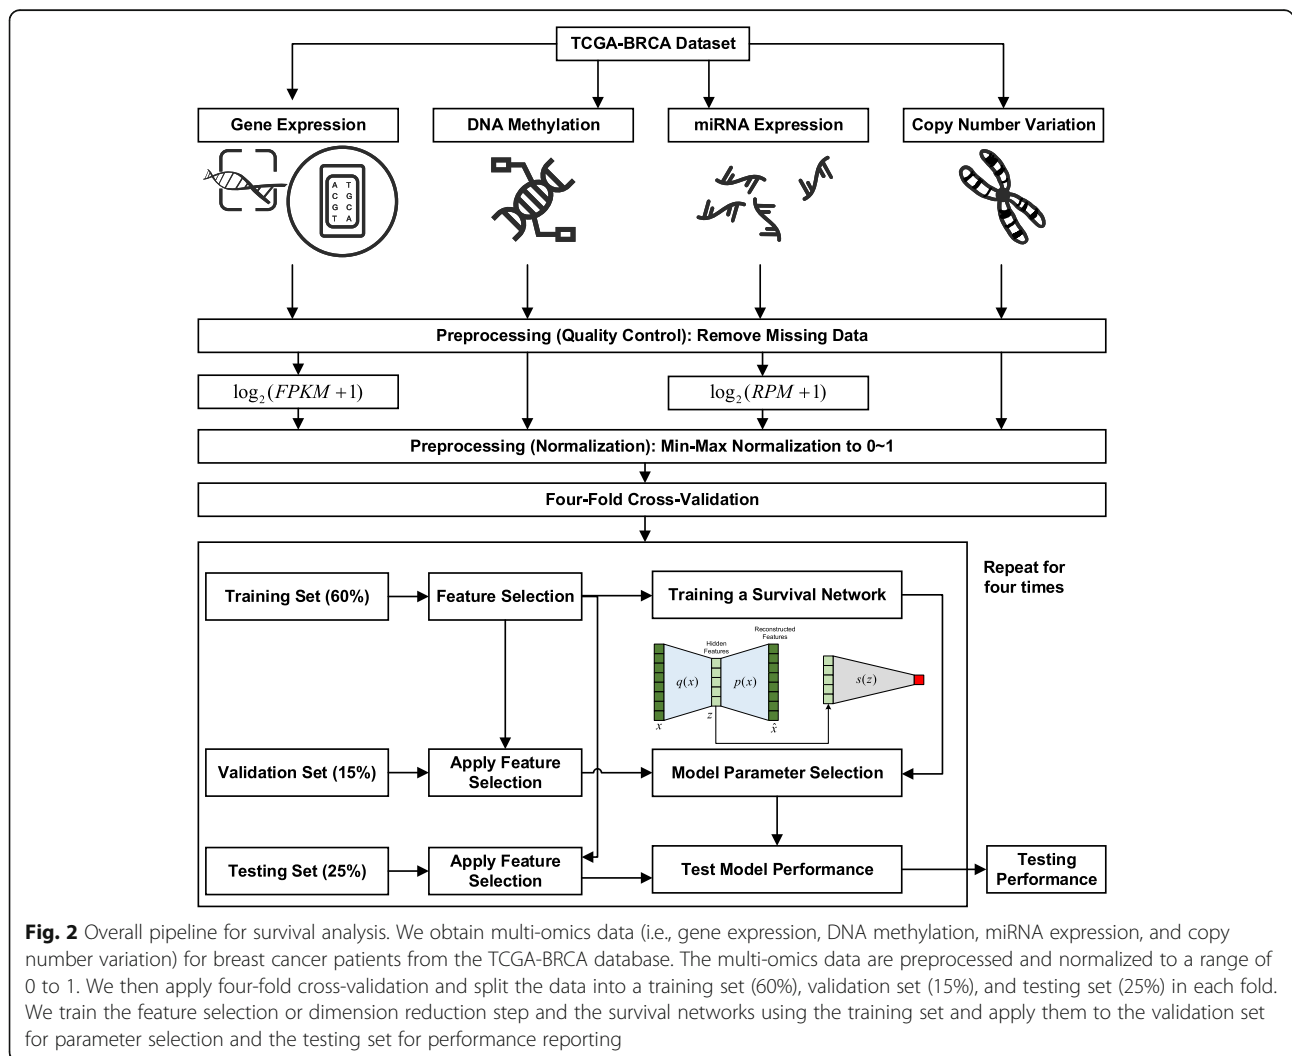 TCGA-BRCA Dataset
Gene Expression
DNA Methylation
miRNA Expression
Copy Number Variation
A T
C G
G C
T A
Preprocessing (Quality Control): Remove Missing Data
log₂(FPKM +1)
log₂(RPM +1)
Preprocessing (Normalization): Min-Max Normalization to 0~1
Four-Fold Cross-Validation
Repeat for
four times
Training Set (60%)
Feature Selection
Training a Survival Network
Hidden
Features
Reconstructed
Features
q(x)
p(x)
s(z)
x
z
x̂
Validation Set (15%)
Apply Feature
Selection
Model Parameter Selection
Testing Set (25%)
Apply Feature
Selection
Test Model Performance
Testing
Performance
Fig. 2 Overall pipeline for survival analysis. We obtain multi-omics data (i.e., gene expression, DNA methylation, miRNA expression, and copy
number variation) for breast cancer patients from the TCGA-BRCA database. The multi-omics data are preprocessed and normalized to a range of
0 to 1. We then apply four-fold cross-validation and split the data into a training set (60%), validation set (15%), and testing set (25%) in each fold.
We train the feature selection or dimension reduction step and the survival networks using the training set and apply them to the validation set
for parameter selection and the testing set for performance reporting